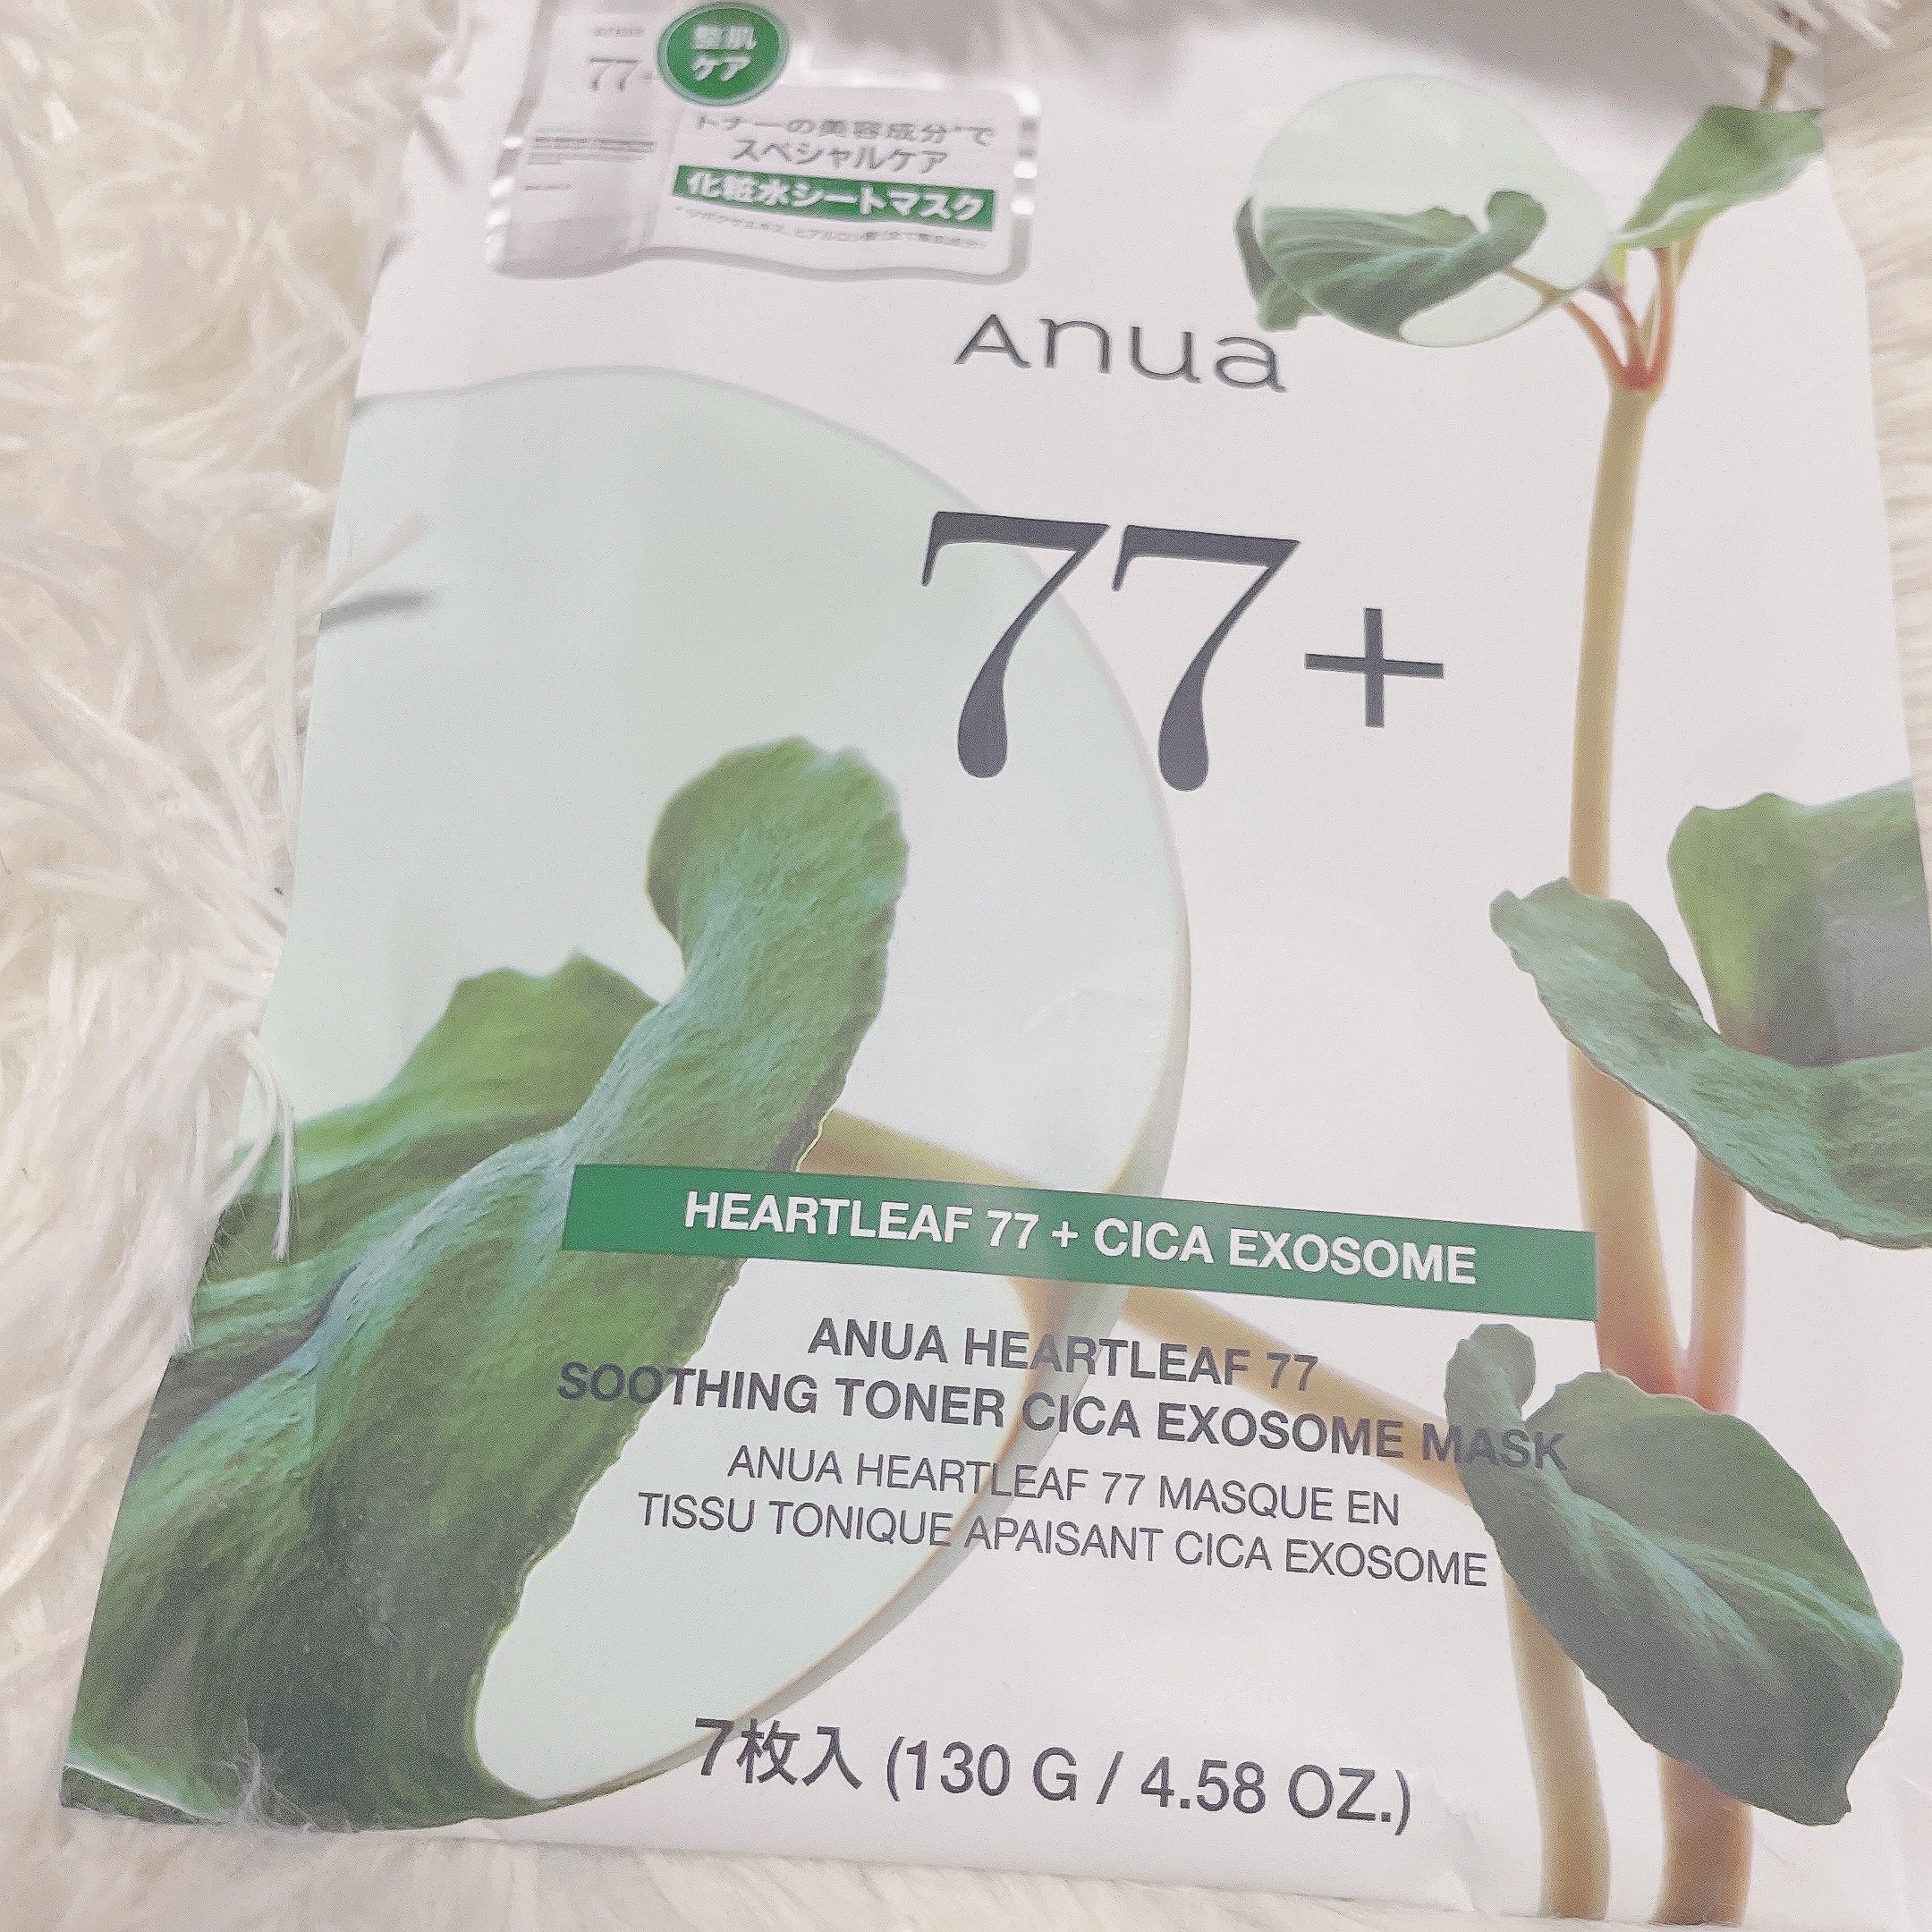 77+
整肌
ケア
トナーの美容成分*で
スペシャルケア
化粧水シートマスク
Anua
77+
HEARTLEAF 77 + CICA EXOSOME
ANUA HEARTLEAF 77
SOOTHING TONER CICA EXOSOME MASK
ANUA HEARTLEAF 77 MASQUE EN
TISSU TONIQUE APAISANT CICA EXOSOME
7枚入 (130 G / 4.58 OZ.)